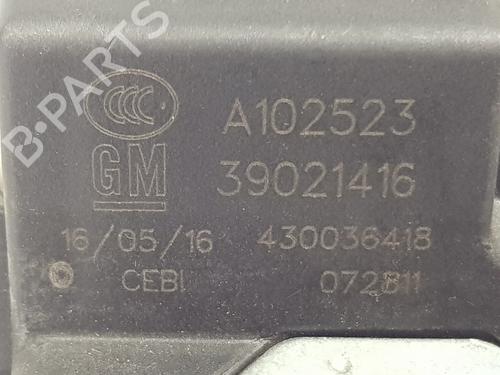 B-PARTS
CCC A102523
GM 39021416
16/05/16 430036418
CEBI 072811